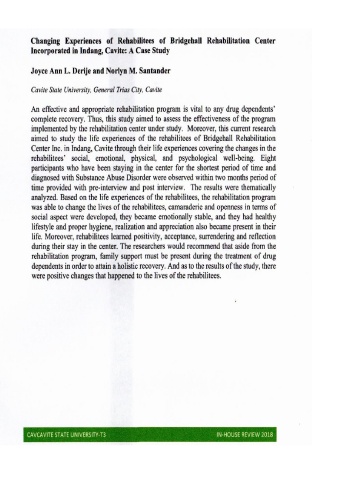 Changing Experiences of Rehabilitees of Bridgehall Rehabilitation Center
Incorporated in Indang, Cavite: A Case Study
Joyce Ann L. Derije and Norlyn M. Santander
Cavite State University, General Trias City, Cavite
An effective and appropriate rehabilitation program is vital to any drug dependents'
complete recovery. Thus, this study aimed to assess the effectiveness of the program
implemented by the rehabilitation center under study. Moreover, this current research
aimed to study the life experiences of the rehabilitees of Bridgehall Rehabilitation
Center Inc. in Indang, Cavite through their life experiences covering the changes in the
rehabilitees' social, emotional, physical, and psychological well-being. Eight
participants who have been staying in the center for the shortest period of time and
diagnosed with Substance Abuse Disorder were observed within two months period of
time provided with pre-interview and post interview. The results were thematically
analyzed. Based on the life experiences of the rehabilitees, the rehabilitation program
was able to change the lives of the rehabilitees, camaraderic and openness in terms of
social aspect were developed, they became emotionally stable, and they had healthy
lifestyle and proper hygiene, realization and appreciation also became present in their
life. Moreover, rehabilitees learned positivity, acceptance, surrendering and reflection
during their stay in the center. The researchers would recommend that aside from the
rehabilitation program, family support must be present during the treatment of drug
dependents in order to attain a holistic recovery. And as to the results of the study, there
were positive changes that happened to the lives of the rehabilitees.
CAVCAVITE STATE UNIVERSITY-T3 IN-HOUSE REVIEW 2018